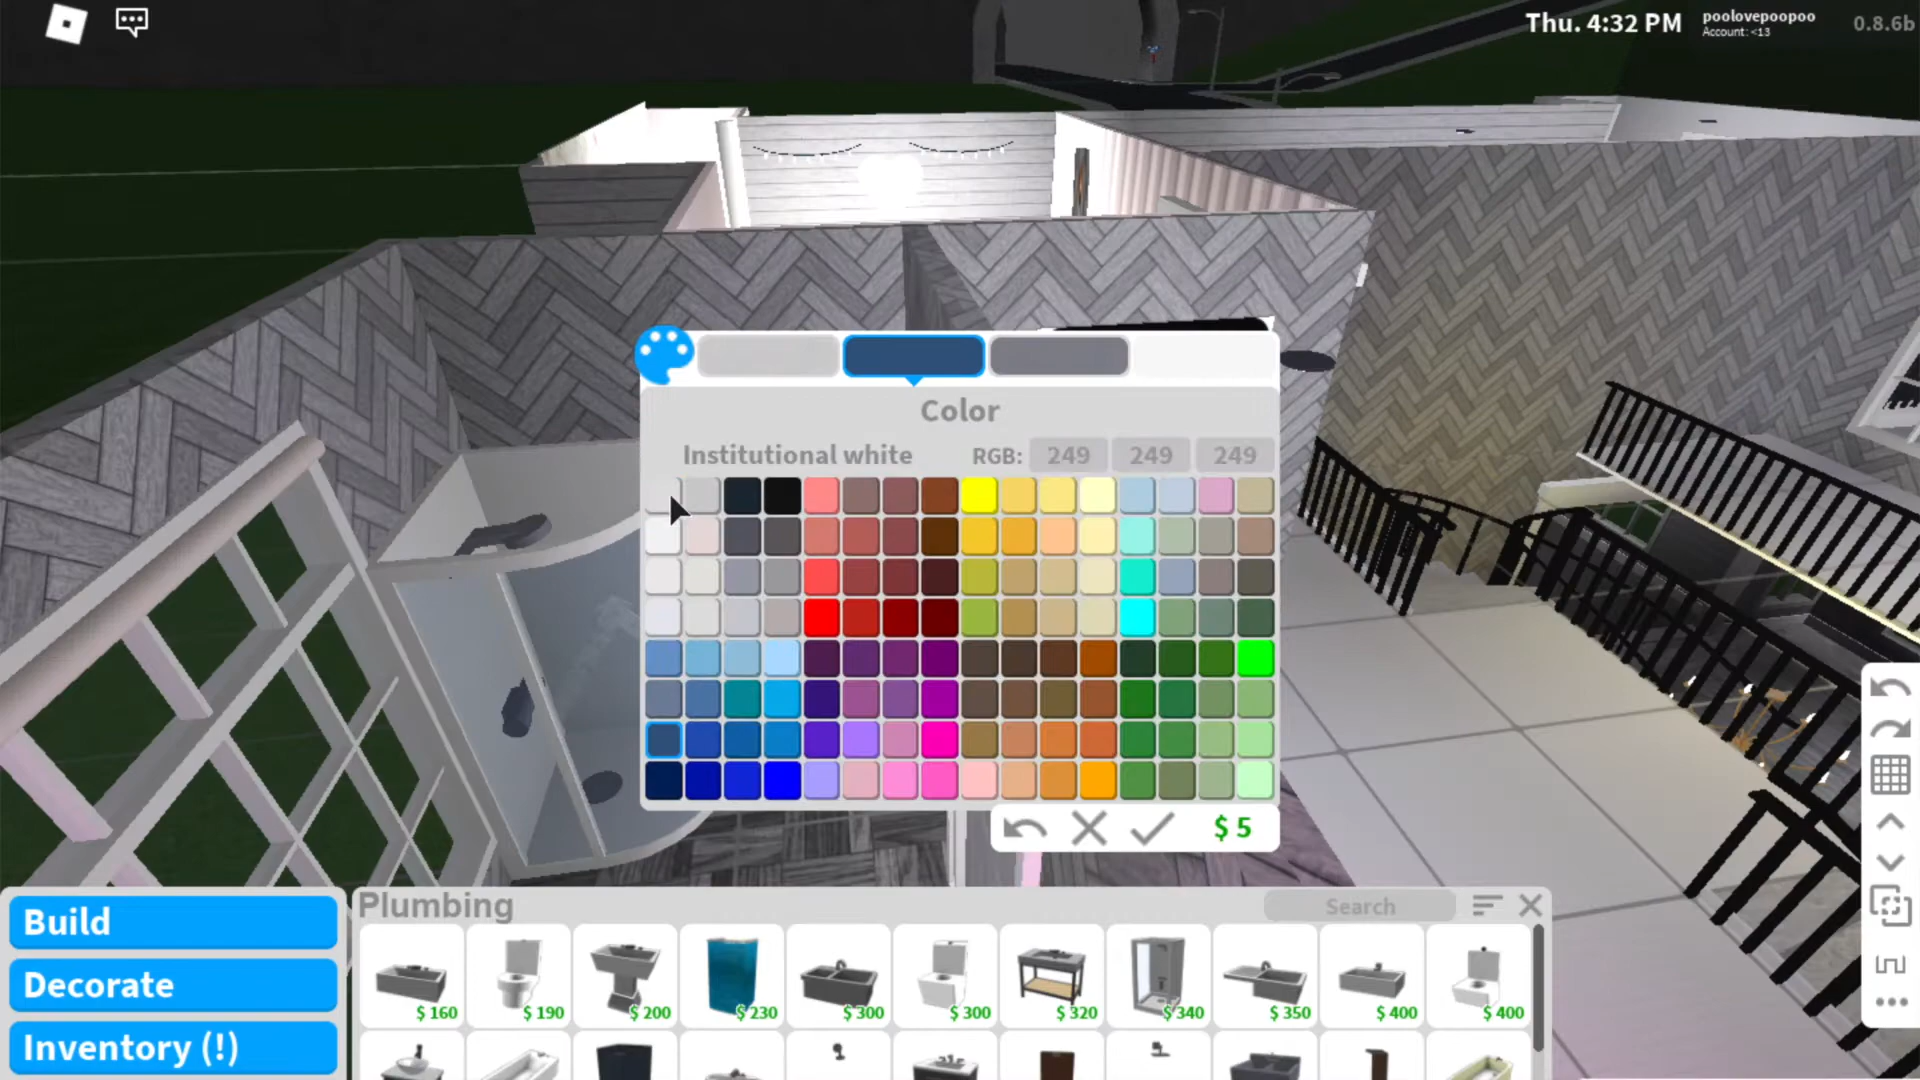 Thu. 4:32 PM
poolovepoopoo
Account: <13
0.8.6b
Color
Institutional white
RGB: 249 249 249
$ 5
Build
Decorate
Inventory (!)
Plumbing
Search
$ 160
$ 190
$ 200
$ 230
$ 300
$ 300
$ 320
$ 340
$ 350
$ 400
$ 400